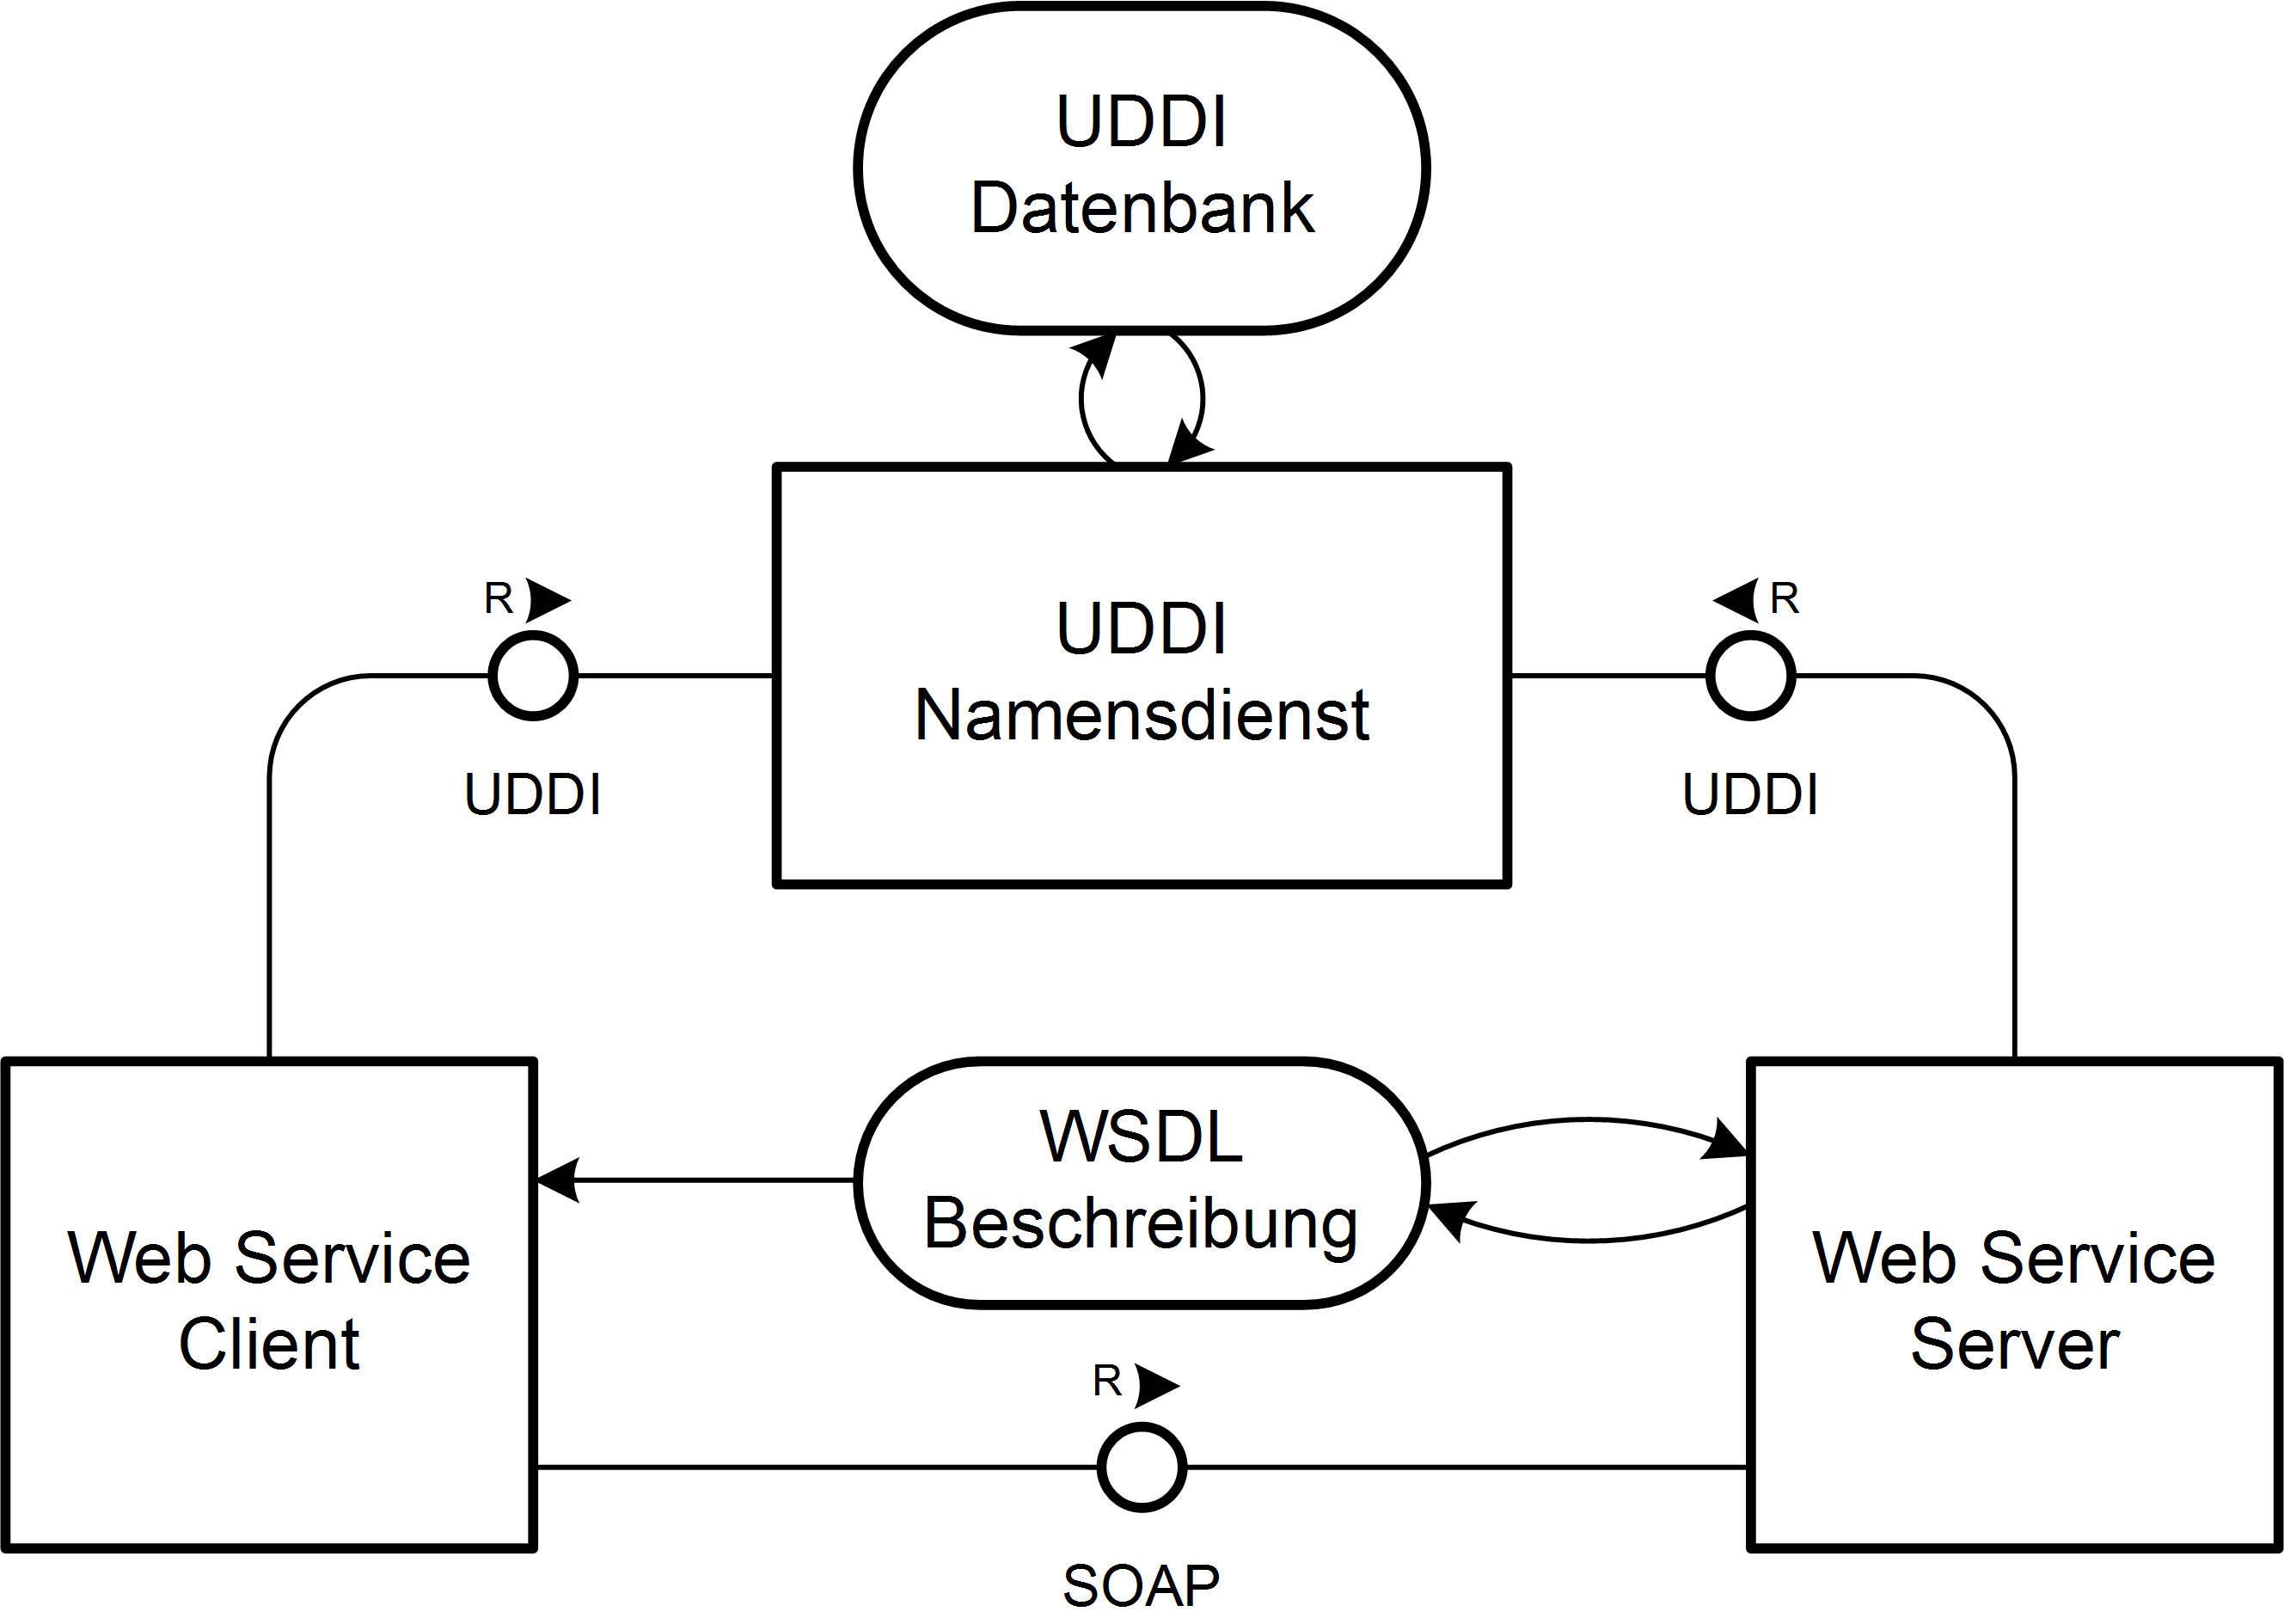 UDDI
Datenbank
R
R
UDDI
Namensdienst
UDDI
UDDI
WSDL
Beschreibung
Web Service
Client
Web Service
Server
R
SOAP